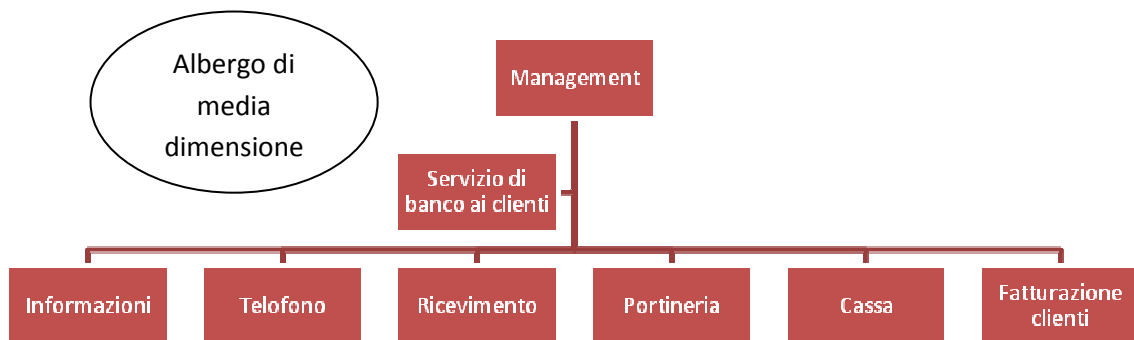 Albergo di
media
dimensione
Management
Servizio di
banco ai clienti
Informazioni
Telofono
Ricevimento
Portineria
Cassa
Fatturazione
clienti